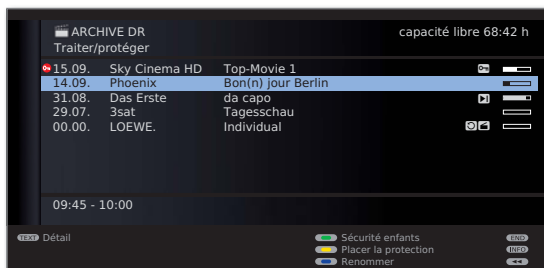 ARCHIVE DR capacité libre 68:42 h
Traiter/protéger
15.09. Sky Cinema HD Top-Movie 1
14.09. Phoenix Bon(n) jour Berlin
31.08. Das Erste da capo
29.07. 3sat Tagesschau
00.00. LOEWE. Individual
09:45 - 10:00
TEXT Détail Sécurité enfants END
Placer la protection INFO
Renommer